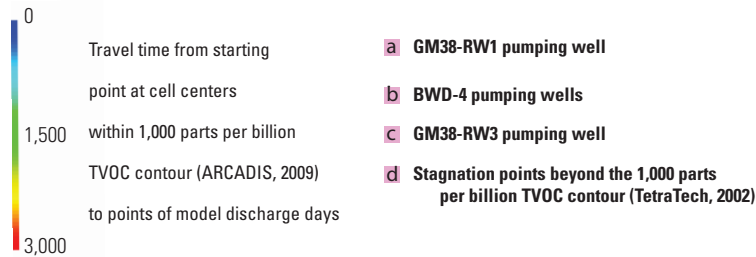 0
1,500
3,000
Travel time from starting
point at cell centers
within 1,000 parts per billion
TVOC contour (ARCADIS, 2009)
to points of model discharge days
a GM38-RW1 pumping well
b BWD-4 pumping wells
c GM38-RW3 pumping well
d Stagnation points beyond the 1,000 parts
per billion TVOC contour (TetraTech, 2002)